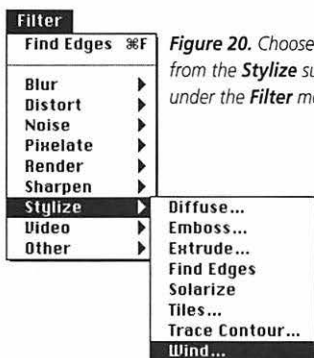 Filter
Find Edges ⌘F
Blur
Distort
Noise
Pixelate
Render
Sharpen
Stylize
Video
Other
Diffuse...
Emboss...
Extrude...
Find Edges
Solarize
Tiles...
Trace Contour...
Wind...
Figure 20. Choose
from the Stylize
under the Filter